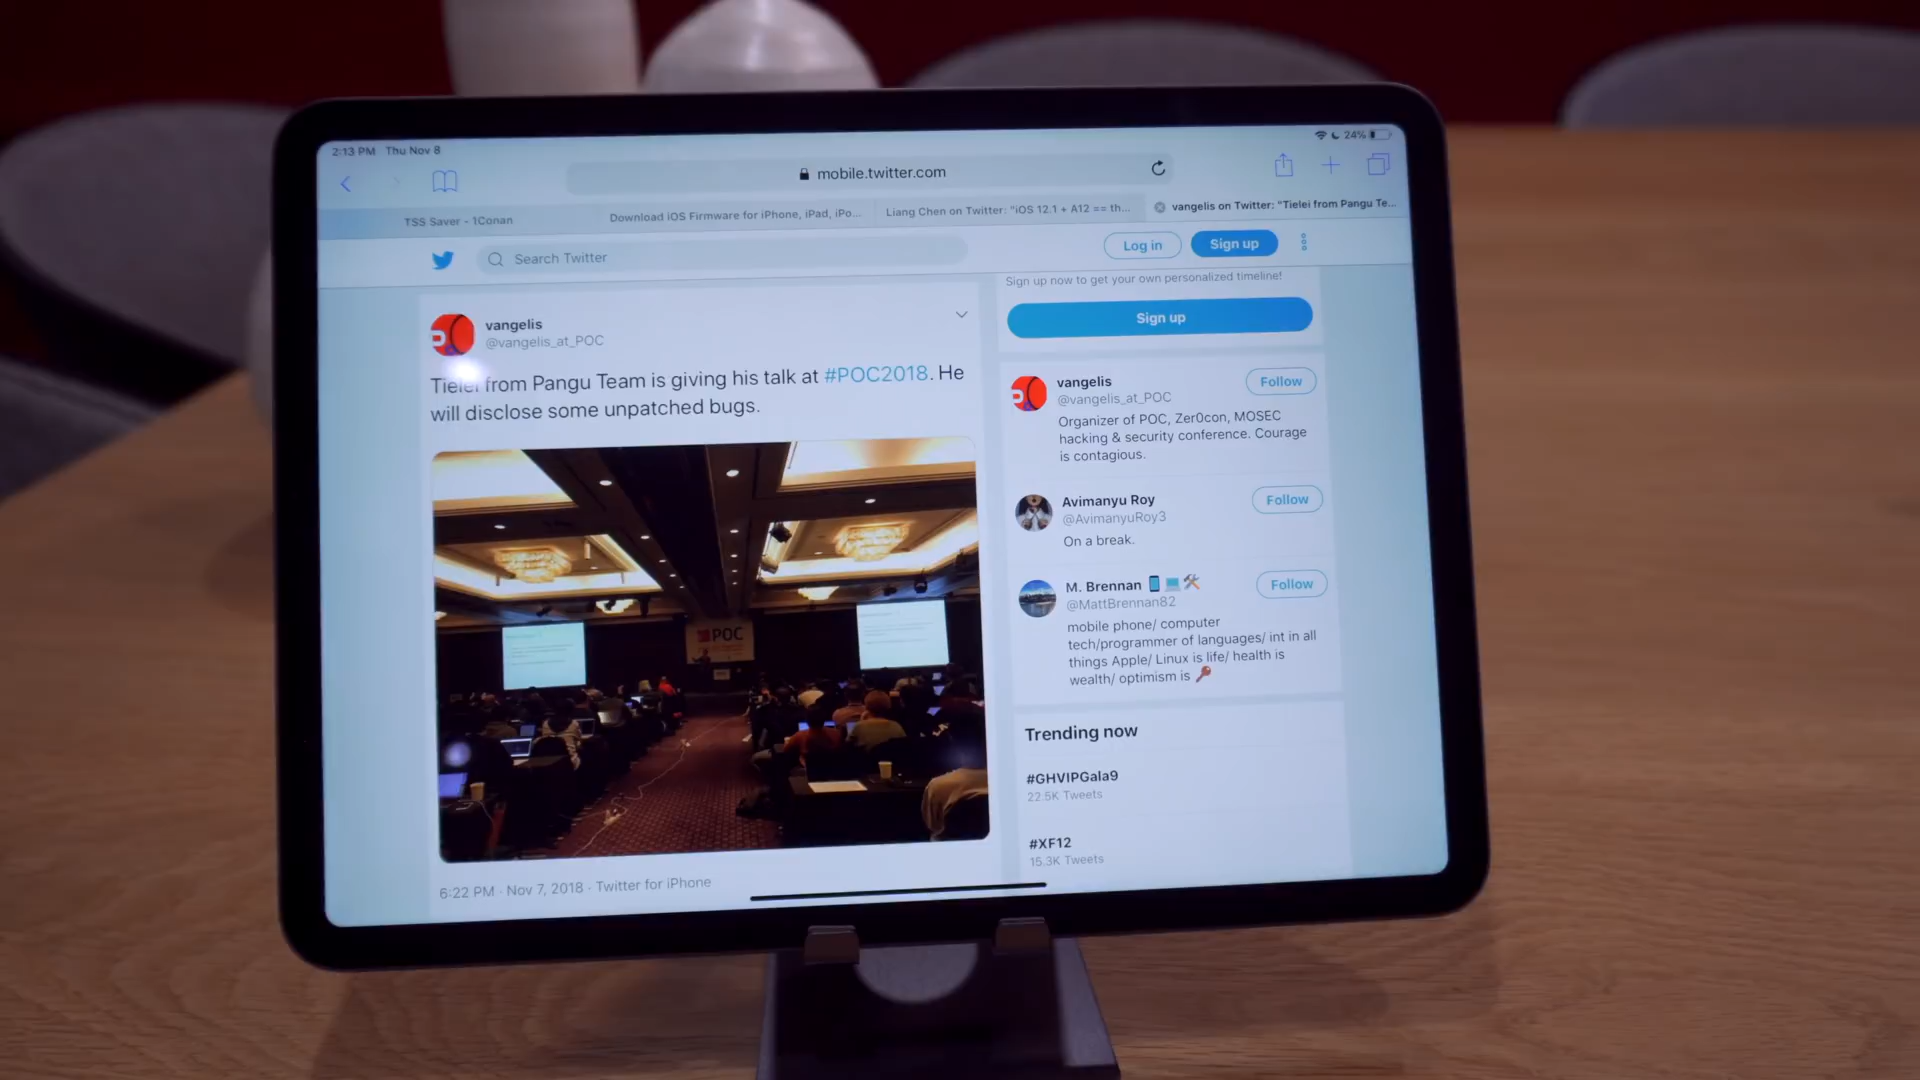 2:13 PM Thu Nov 8
24%
mobile.twitter.com
TSS Saver - 1Conan
Download iOS Firmware for iPhone, iPad, iPo...
Liang Chen on Twitter: "iOS 12.1 + A12 == th...
vangelis on Twitter: "Tielei from Pangu Te...
Search Twitter
Log in
Sign up
vangelis
@vangelis_at_POC
Tielei from Pangu Team is giving his talk at #POC2018. He
will disclose some unpatched bugs.
POC
6:22 PM · Nov 7, 2018 · Twitter for iPhone
Sign up now to get your own personalized timeline!
Sign up
vangelis
Follow
@vangelis_at_POC
Organizer of POC, Zer0con, MOSEC
hacking & security conference. Courage
is contagious.
Avimanyu Roy
Follow
@AvimanyuRoy3
On a break.
M. Brennan
Follow
@MattBrennan82
mobile phone/ computer
tech/programmer of languages/ int in all
things Apple/ Linux is life/ health is
wealth/ optimism is
Trending now
#GHVIPGala9
22.5K Tweets
#XF12
15.3K Tweets